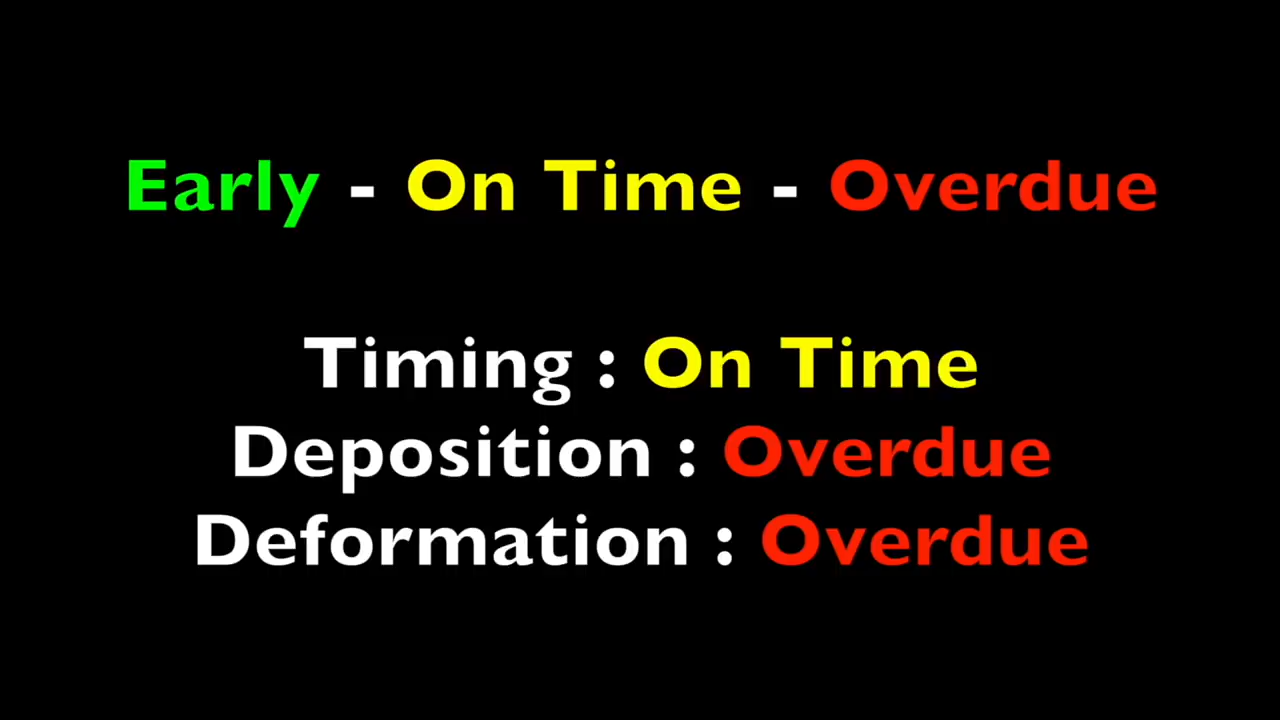 Early - On Time - Overdue
Timing : On Time
Deposition : Overdue
Deformation : Overdue